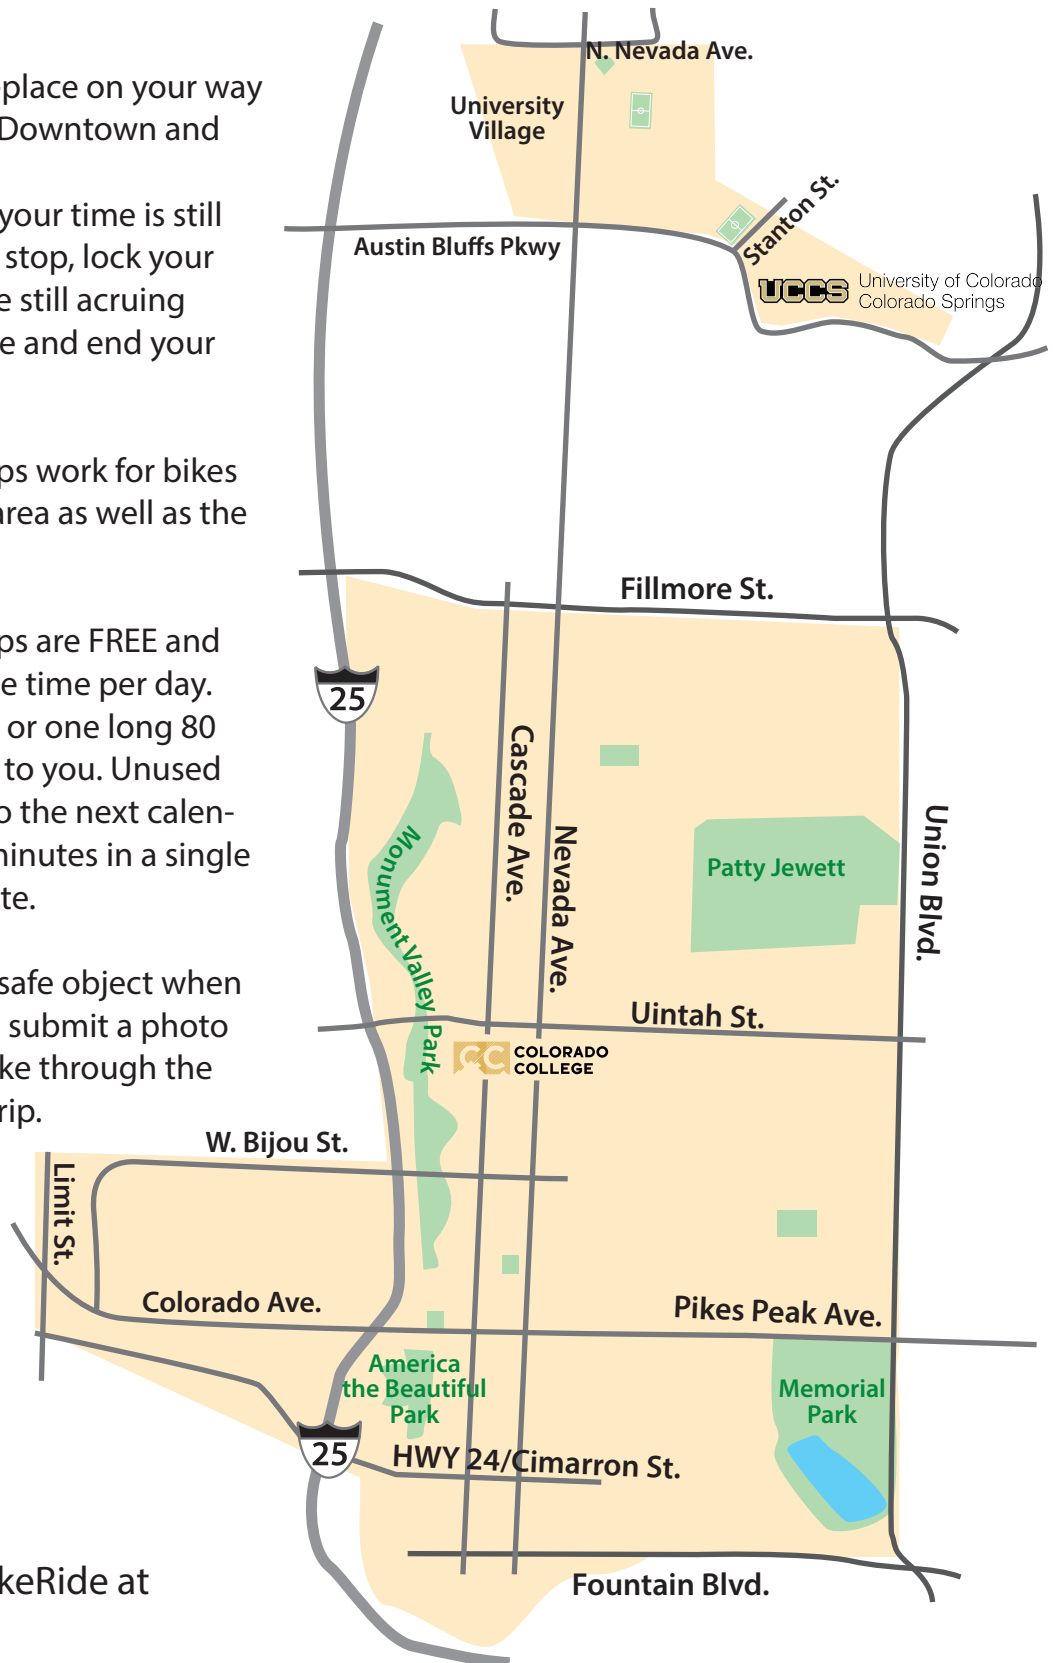 place on your way
Downtown and
your time is still
stop, lock your
e still acruing
e and end your
ps work for bikes
area as well as the
ps are FREE and
e time per day.
or one long 80
to you. Unused
o the next calen-
minutes in a single
te.
safe object when
submit a photo
ke through the
rip.
keRide at
N. Nevada Ave.
University
Village
Stanton St.
Austin Bluffs Pkwy
UCCS
University of Colorado
Colorado Springs
Fillmore St.
25
Cascade Ave.
Nevada Ave.
Union Blvd.
Monument Valley Park
Patty Jewett
Uintah St.
CC
COLORADO
COLLEGE
W. Bijou St.
Limit St.
Colorado Ave.
Pikes Peak Ave.
America
the Beautiful
Park
Memorial
Park
25
HWY 24/Cimarron St.
Fountain Blvd.